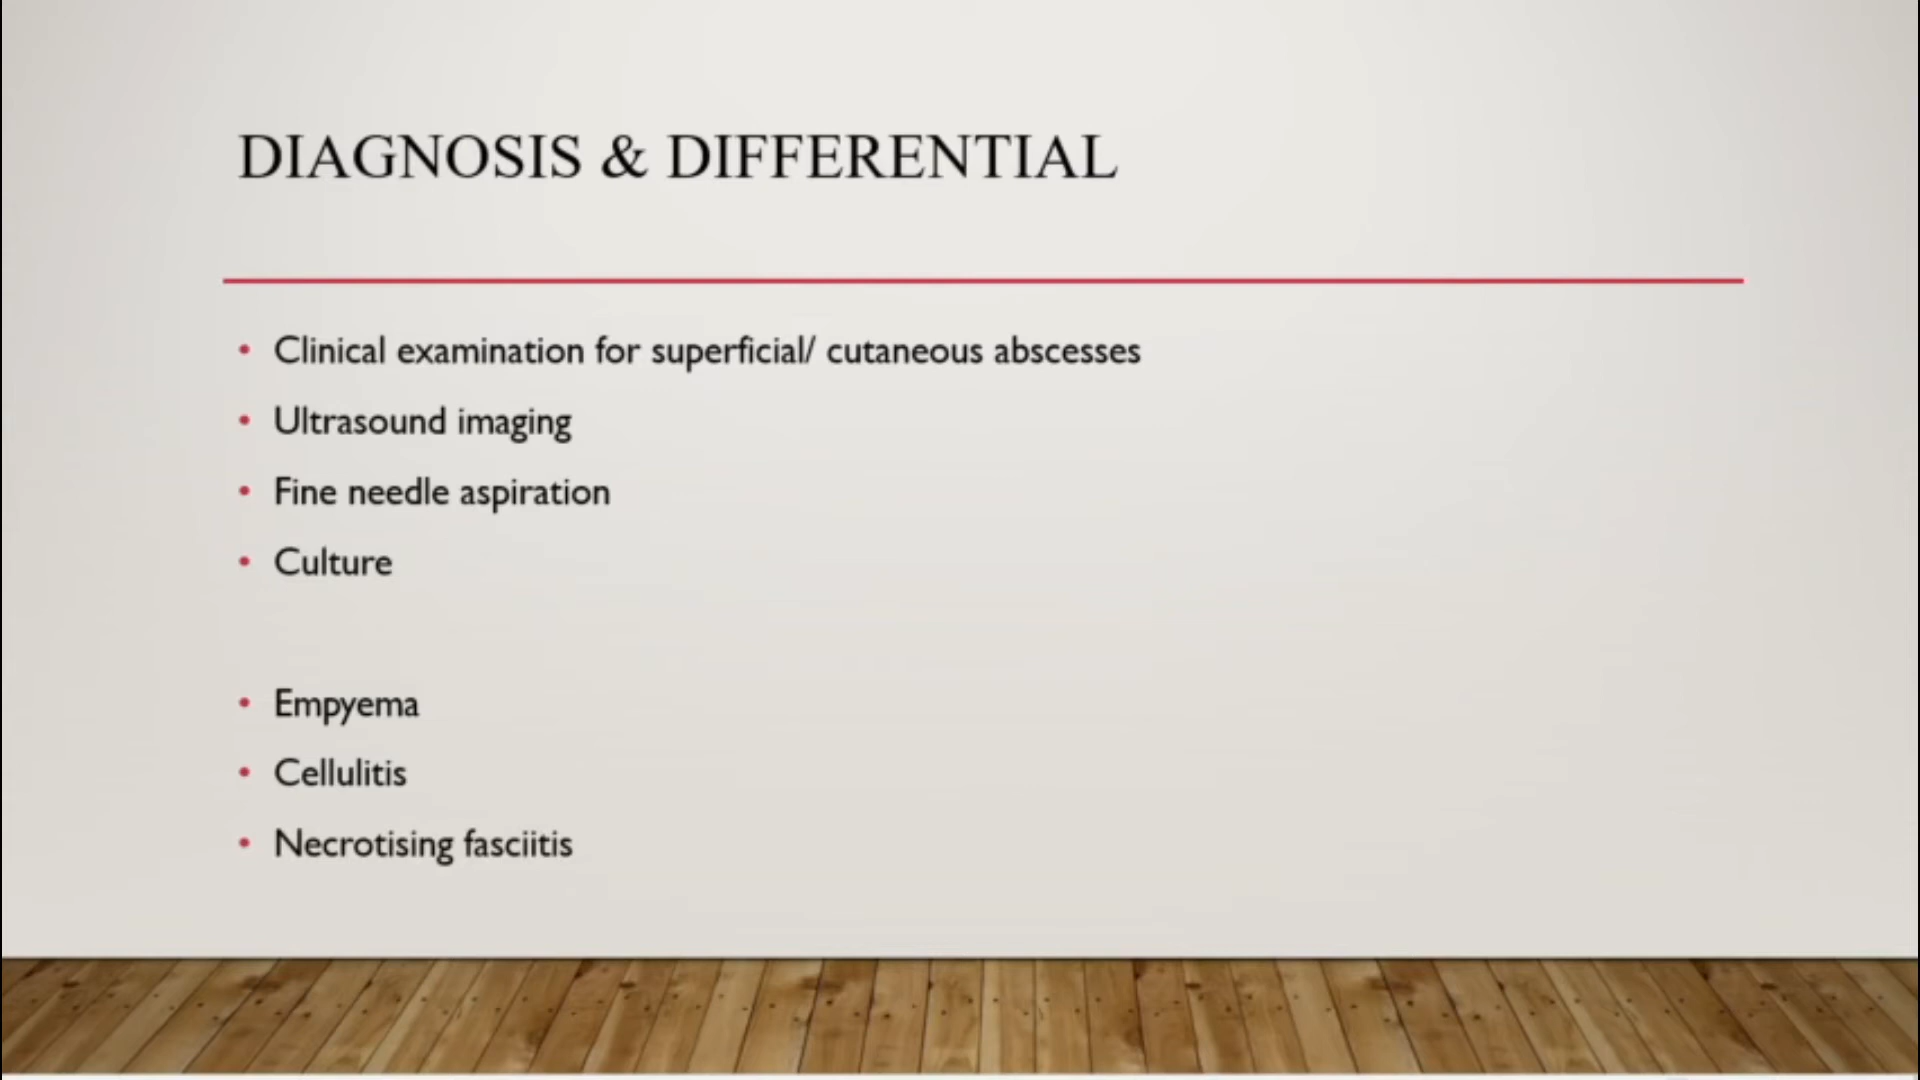 DIAGNOSIS & DIFFERENTIAL
• Clinical examination for superficial/ cutaneous abscesses
• Ultrasound imaging
• Fine needle aspiration
• Culture
• Empyema
• Cellulitis
• Necrotising fasciitis